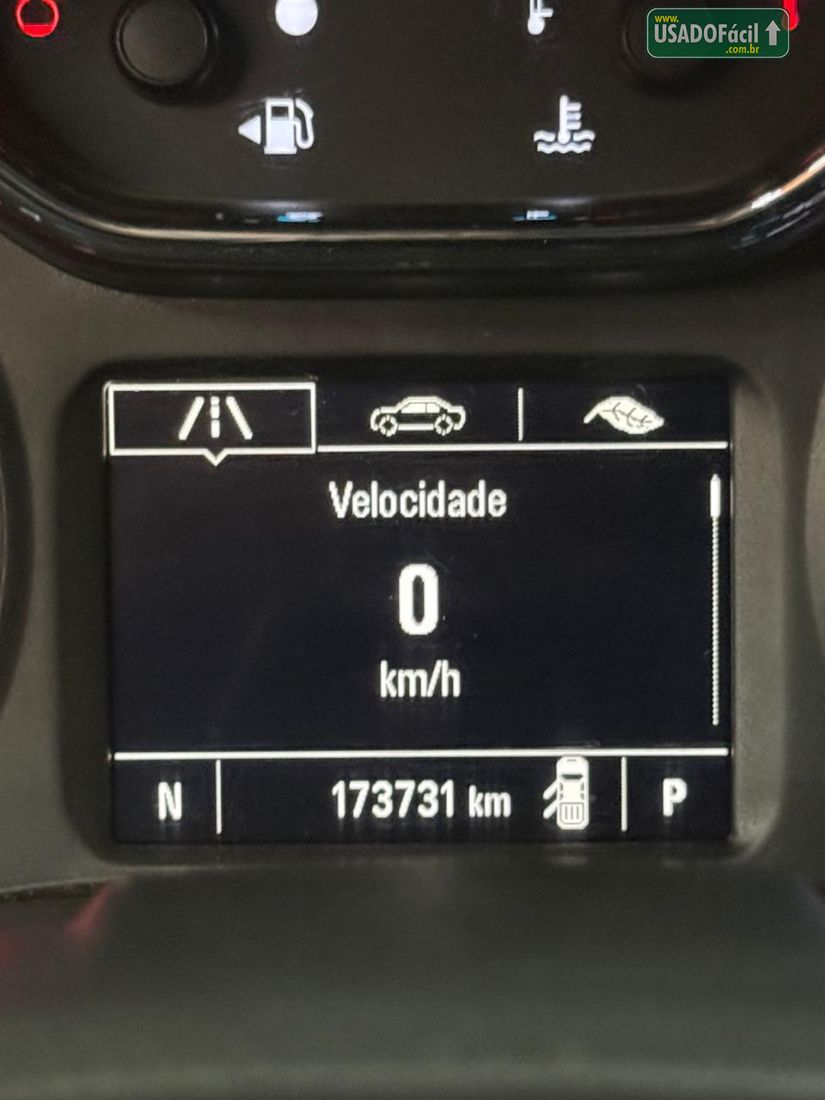 www.
USADOFácil
.com.br
Velocidade
0
km/h
N 173731 km P